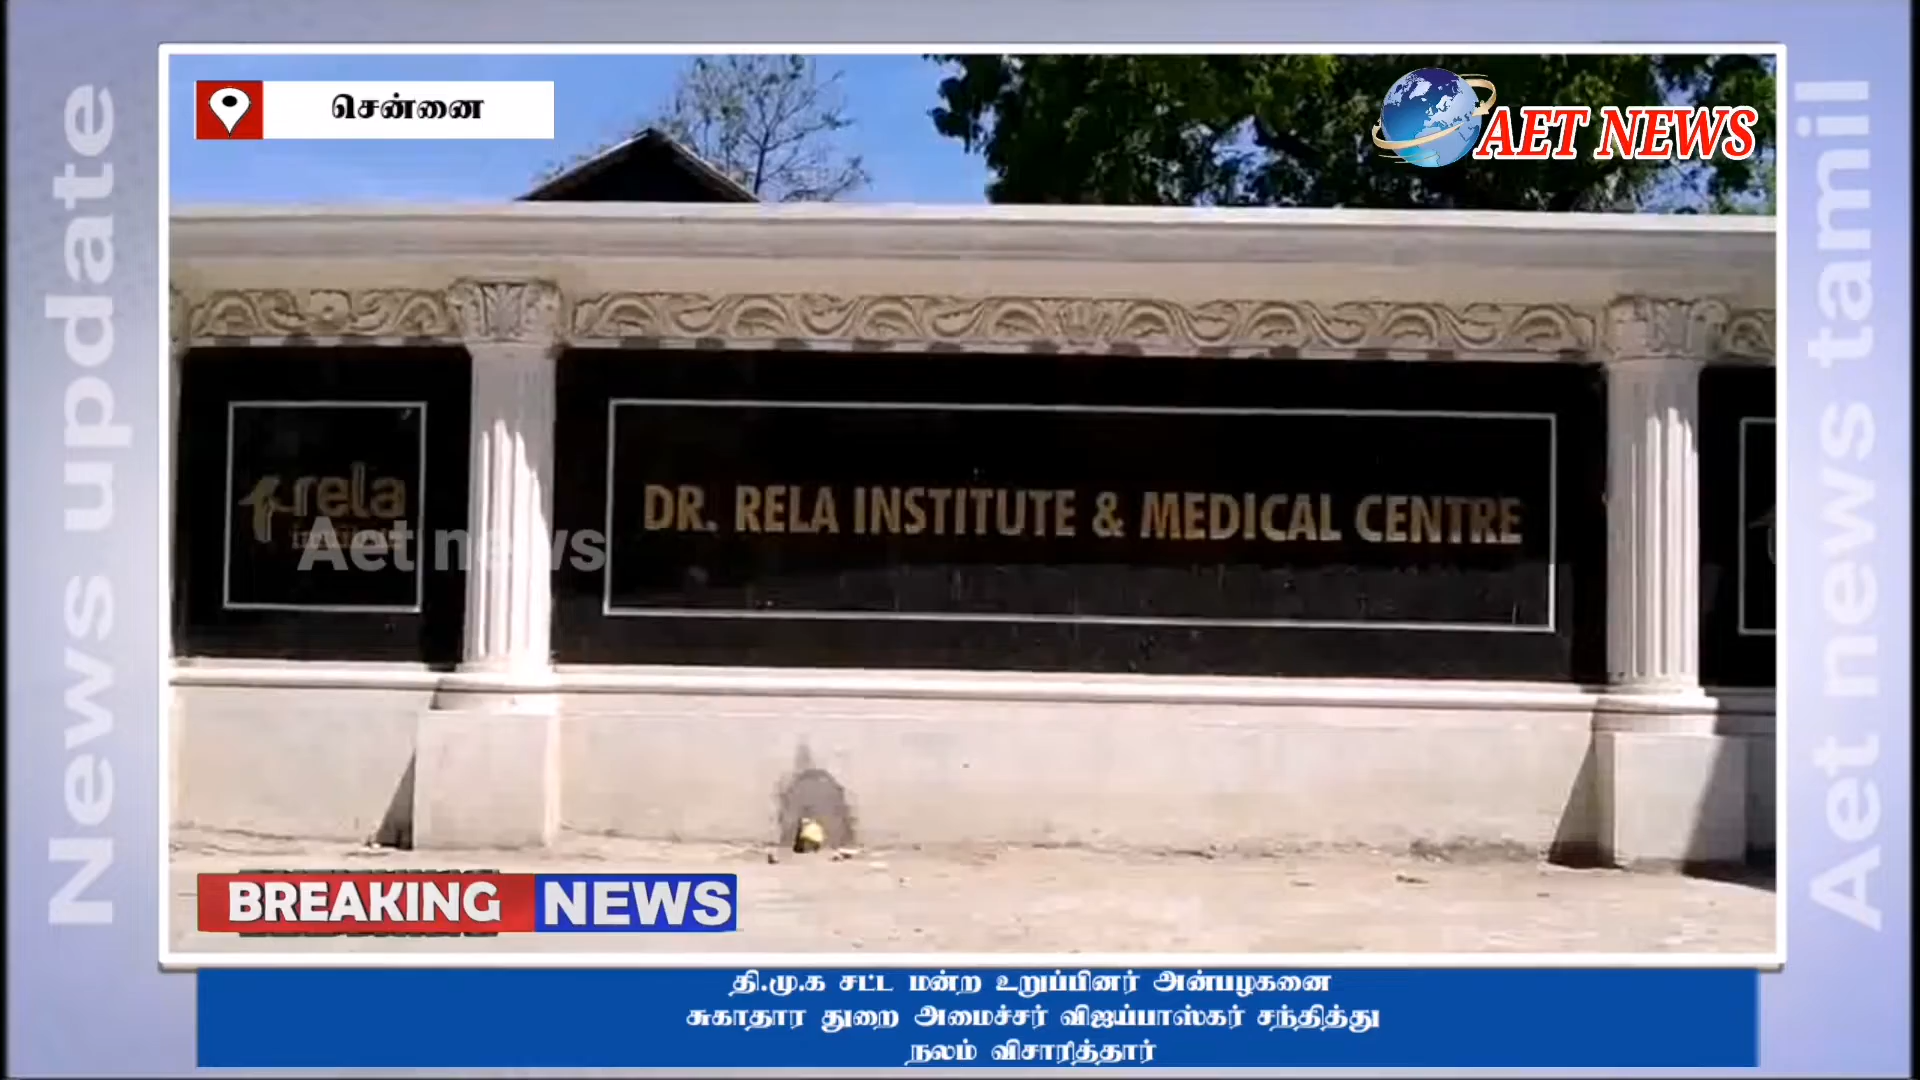 சென்னை
AET NEWS
News update
rela
institute
Aet news
DR. RELA INSTITUTE & MEDICAL CENTRE
Aet news tamil
BREAKING NEWS
தி.மு.க சட்ட மன்ற உறுப்பினர் அன்பழகனை
சுகாதார துறை அமைச்சர் விஜய்பாஸ்கர் சந்தித்து
நலம் விசாரித்தார்